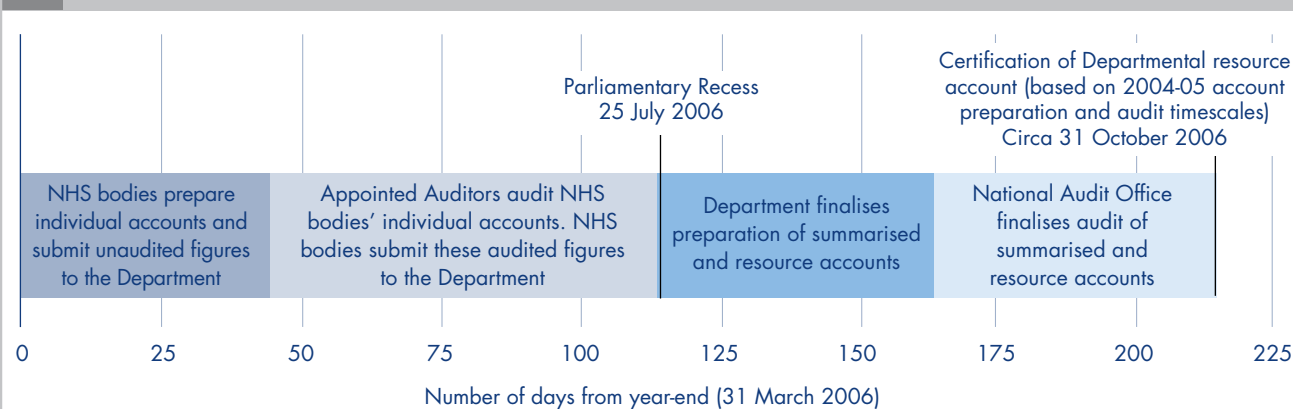 Parliamentary Recess
25 July 2006
Certification of Departmental resource
account (based on 2004-05 account
preparation and audit timescales)
Circa 31 October 2006
NHS bodies prepare
individual accounts and
submit unaudited figures
to the Department
Appointed Auditors audit NHS
bodies’ individual accounts. NHS
bodies submit these audited figures
to the Department
Department finalises
preparation of summarised
and resource accounts
National Audit Office
finalises audit of
summarised and
resource accounts
0 25 50 75 100 125 150 175 200 225
Number of days from year-end (31 March 2006)